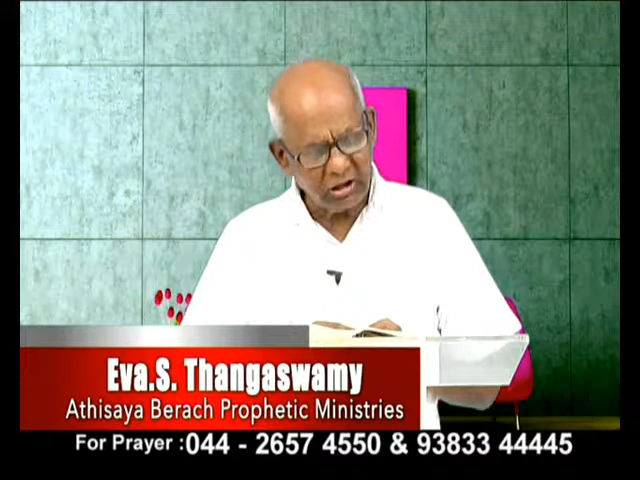 Eva.S. Thangaswamy
Athisaya Berach Prophetic Ministries
For Prayer :044 - 2657 4550 & 93833 44445